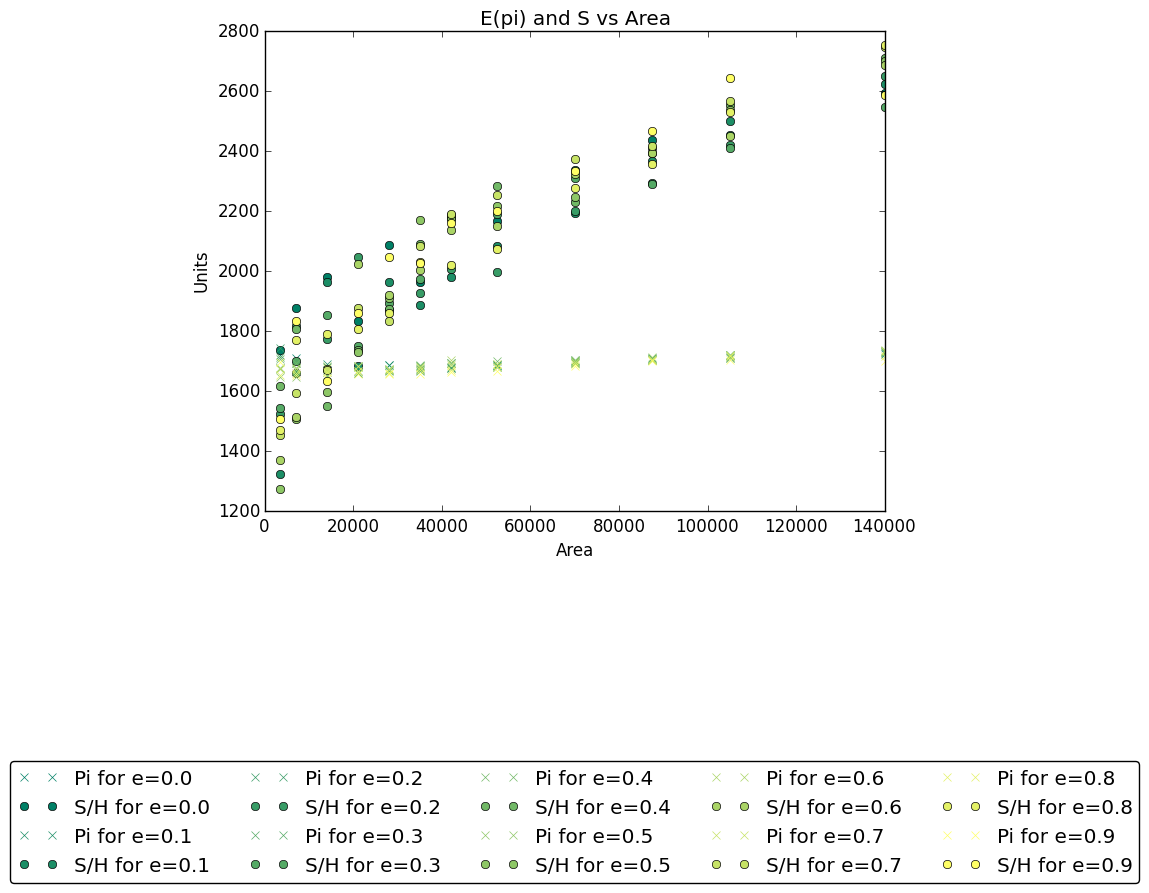 E(pi) and S vs Area
2800
2600
2400
2200
2000
1800
1600
1400
1200
Units
0 20000 40000 60000 80000 100000 120000 140000
Area
Pi for e=0.0 Pi for e=0.2 Pi for e=0.4 Pi for e=0.6 Pi for e=0.8
S/H for e=0.0 S/H for e=0.2 S/H for e=0.4 S/H for e=0.6 S/H for e=0.8
Pi for e=0.1 Pi for e=0.3 Pi for e=0.5 Pi for e=0.7 Pi for e=0.9
S/H for e=0.1 S/H for e=0.3 S/H for e=0.5 S/H for e=0.7 S/H for e=0.9